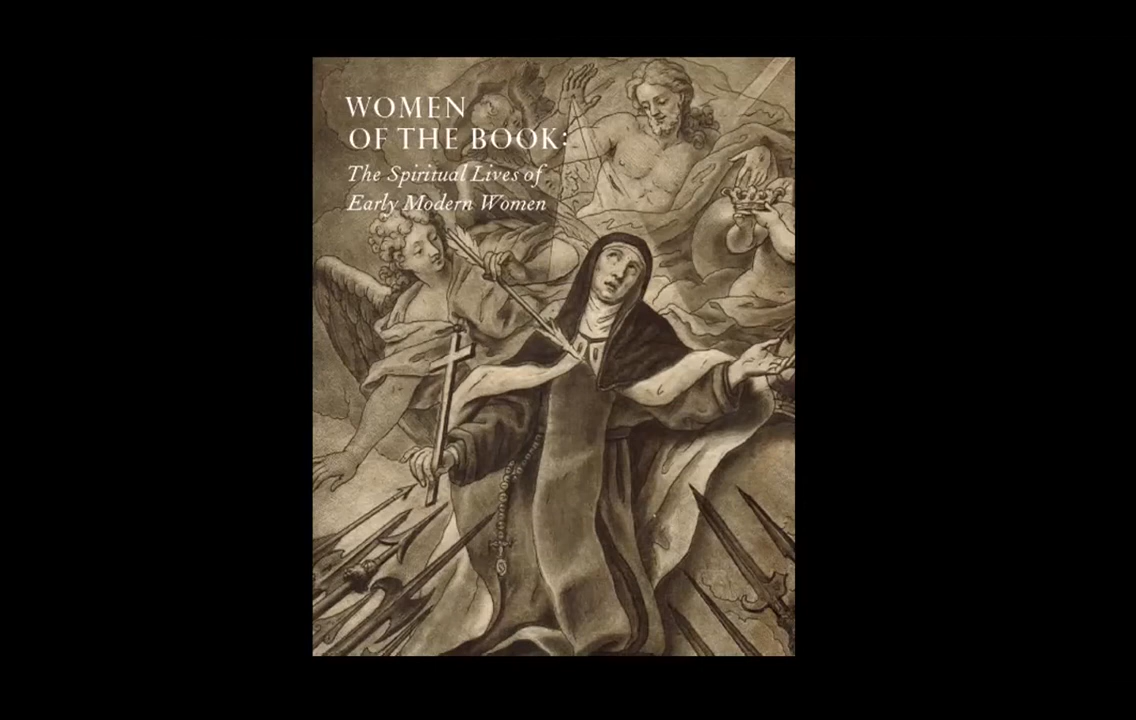 WOMEN
OF THE BOOK:
The Spiritual Lives of
Early Modern Women